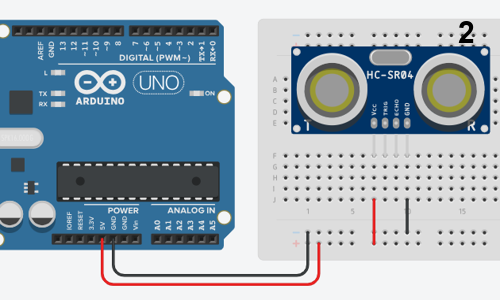 2
AREF
GND
13
12
~11
~10
~9
8
7
~6
~5
4
~3
2
TX→1
RX←0
DIGITAL (PWM~)
L
TX
RX
ARDUINO
UNO
ON
IOREF
RESET
3.3V
5V
GND
GND
Vin
POWER
ANALOG IN
A0
A1
A2
A3
A4
A5
HC-SR04
Vcc
TRIG
ECHO
GND
T
R
A
B
C
D
E
F
G
H
I
J
1
5
10
15
-
+